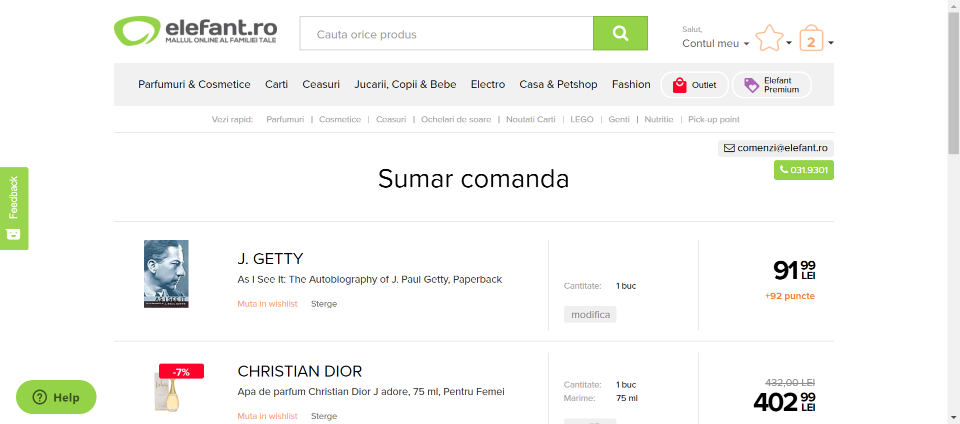 elefant.ro
MALLUL ONLINE AL FAMILIEI TALE
Cauta orice produs
Salut,
Contul meu
2
Parfumuri & Cosmetice Carti Ceasuri Jucarii, Copii & Bebe Electro Casa & Petshop Fashion Outlet Elefant Premium
Vezi rapid: Parfumuri | Cosmetice | Ceasuri | Ochelari de soare | Noutati Carti | LEGO | Genti | Nutritie | Pick-up point
comenzi@elefant.ro
031.9301
Sumar comanda
Feedback
J. GETTY
As I See It: The Autobiography of J. Paul Getty, Paperback
Muta in wishlist Sterge
AS I SEE IT
Cantitate: 1 buc
modifica
91 99 LEI
+92 puncte
-7%
CHRISTIAN DIOR
Apa de parfum Christian Dior J adore, 75 ml, Pentru Femei
Muta in wishlist Sterge
Cantitate: 1 buc
Marime: 75 ml
432,00 LEI
402 99 LEI
Help